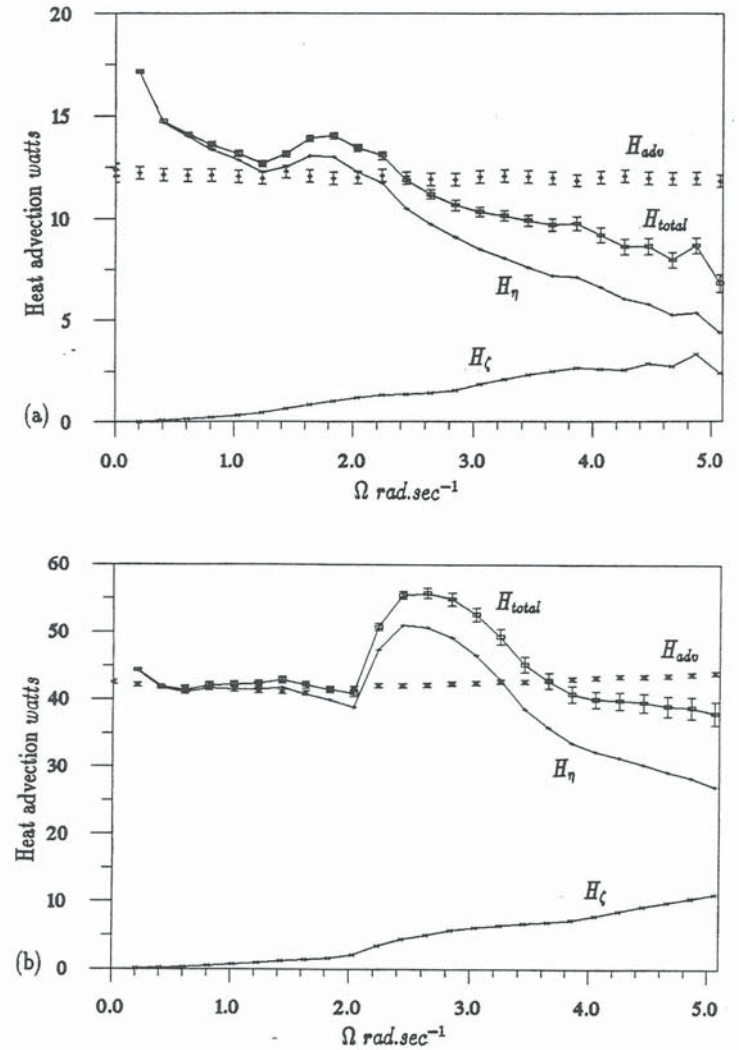 20
15
10
5
0
Heat advection watts
H_adv
H_total
H_η
H_ζ
(a)
0.0 1.0 2.0 3.0 4.0 5.0
Ω rad.sec⁻¹
60
50
40
30
20
10
0
Heat advection watts
H_total
H_adv
H_η
H_ζ
(b)
0.0 1.0 2.0 3.0 4.0 5.0
Ω rad.sec⁻¹